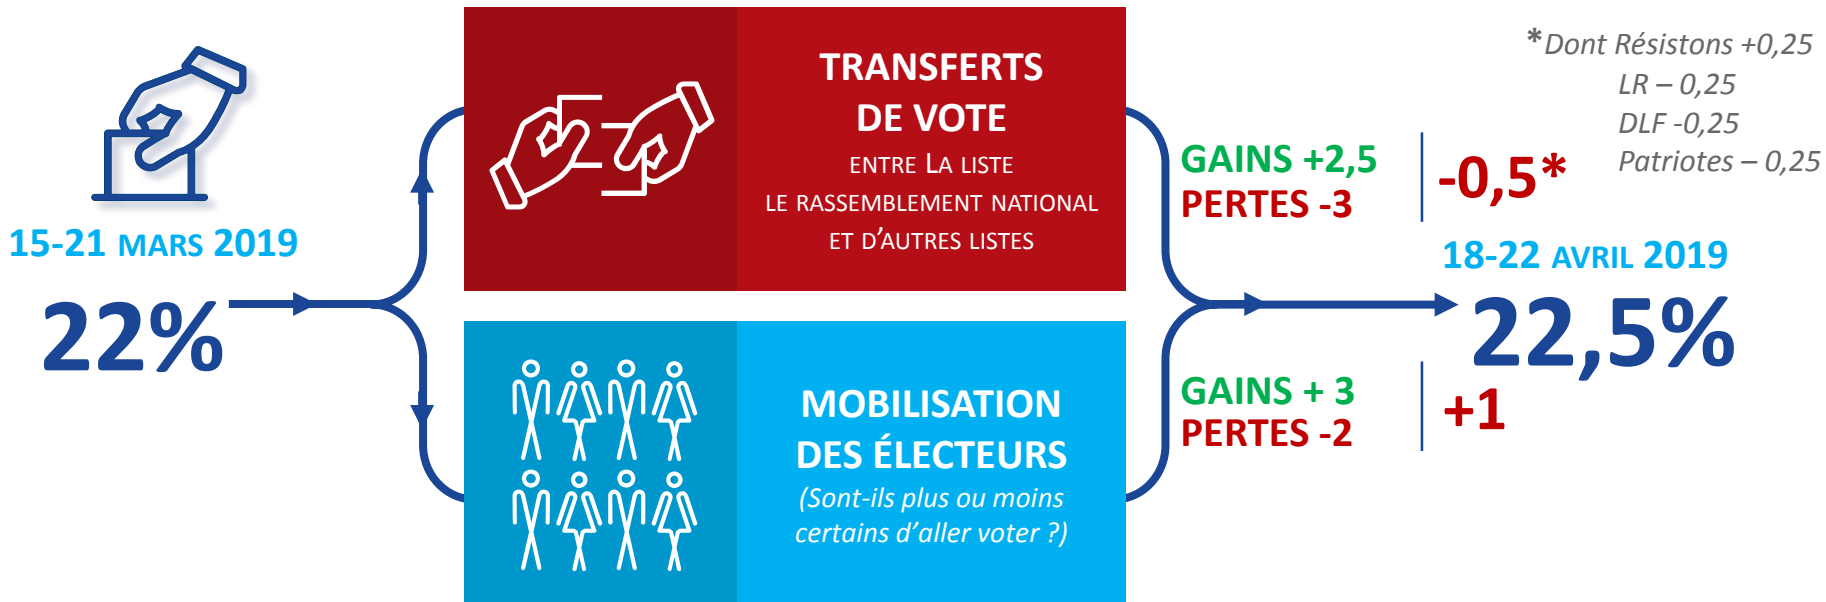 15-21 MARS 2019
22%
TRANSFERTS
DE VOTE
ENTRE LA LISTE
LE RASSEMBLEMENT NATIONAL
ET D'AUTRES LISTES
MOBILISATION
DES ÉLECTEURS
(Sont-ils plus ou moins
certains d'aller voter ?)
GAINS +2,5
PERTES -3
-0,5*
*Dont Résistons +0,25
LR – 0,25
DLF -0,25
Patriotes – 0,25
GAINS + 3
PERTES -2
+1
18-22 AVRIL 2019
22,5%